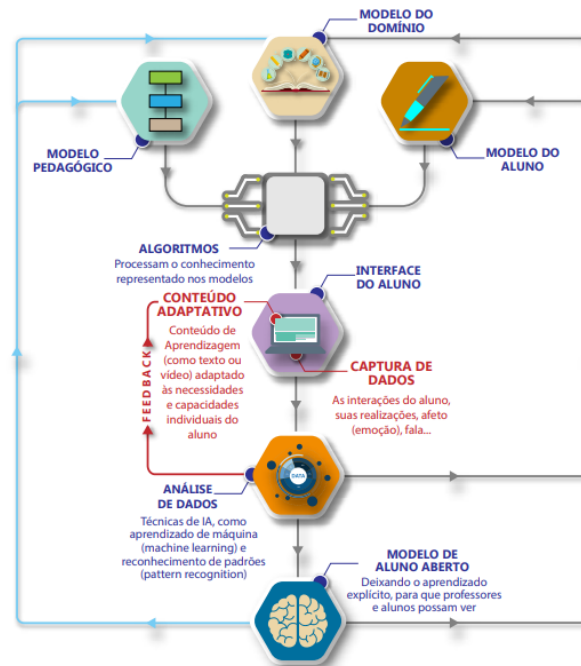 MODELO DO
DOMÍNIO
MODELO
PEDAGÓGICO
MODELO DO
ALUNO
ALGORITMOS
Processam o conhecimento
representado nos modelos
INTERFACE
DO ALUNO
CONTEÚDO
ADAPTATIVO
Conteúdo de
Aprendizagem
(como texto ou
vídeo) adaptado
às necessidades
e capacidades
individuais do
aluno
FEEDBACK
CAPTURA DE
DADOS
As interações do aluno,
suas realizações, afeto
(emoção), fala...
DATA
ANÁLISE
DE DADOS
Técnicas de IA, como
aprendizado de máquina
(machine learning) e
reconhecimento de padrões
(pattern recognition)
MODELO DE
ALUNO ABERTO
Deixando o aprendizado
explícito, para que professores
e alunos possam ver